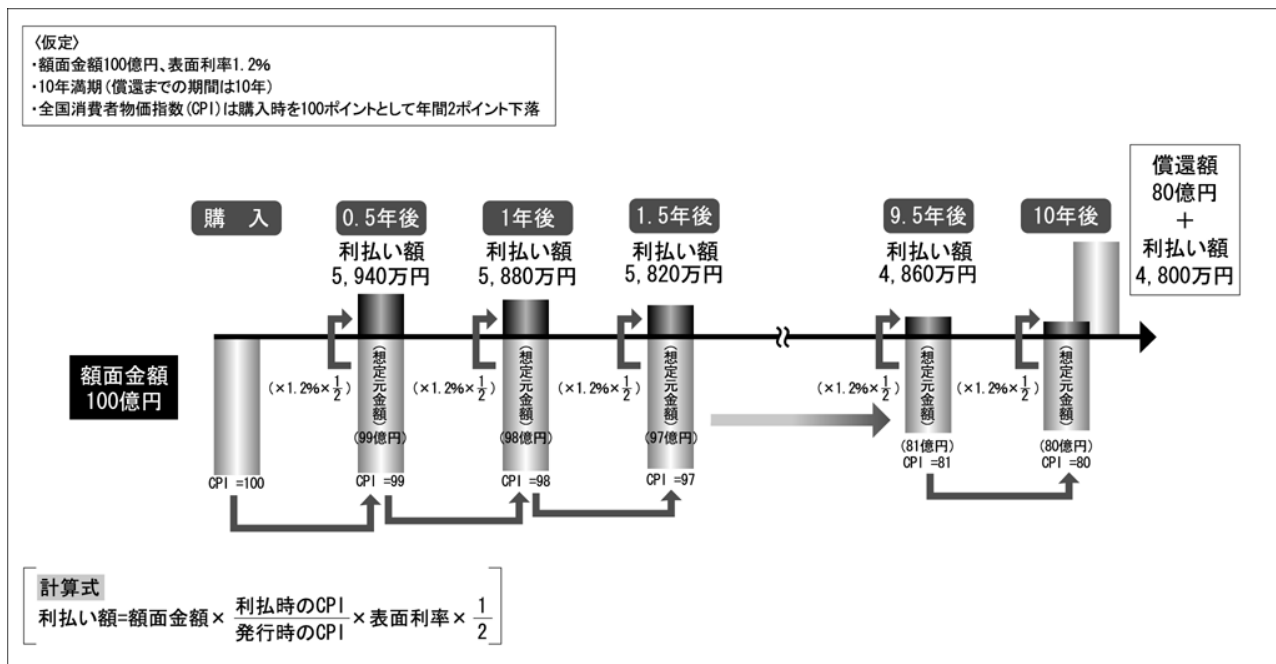 〈仮定〉
・額面金額100億円、表面利率1.2%
・10年満期(償還までの期間は10年)
・全国消費者物価指数(CPI)は購入時を100ポイントとして年間2ポイント下落
償還額
80億円
+
利払い額
4,800万円
購 入
0.5年後
1年後
1.5年後
9.5年後
10年後
利払い額
5,940万円
利払い額
5,880万円
利払い額
5,820万円
利払い額
4,860万円
額面金額
100億円
(×1.2%×1/2)
(×1.2%×1/2)
(×1.2%×1/2)
(×1.2%×1/2)
(×1.2%×1/2)
(想定元金額)
(99億円)
(想定元金額)
(98億円)
(想定元金額)
(97億円)
(想定元金額)
(81億円)
(想定元金額)
(80億円)
CPI =100
CPI =99
CPI =98
CPI =97
CPI =81
CPI =80
計算式
利払い額=額面金額×利払時のCPI/発行時のCPI×表面利率×1/2